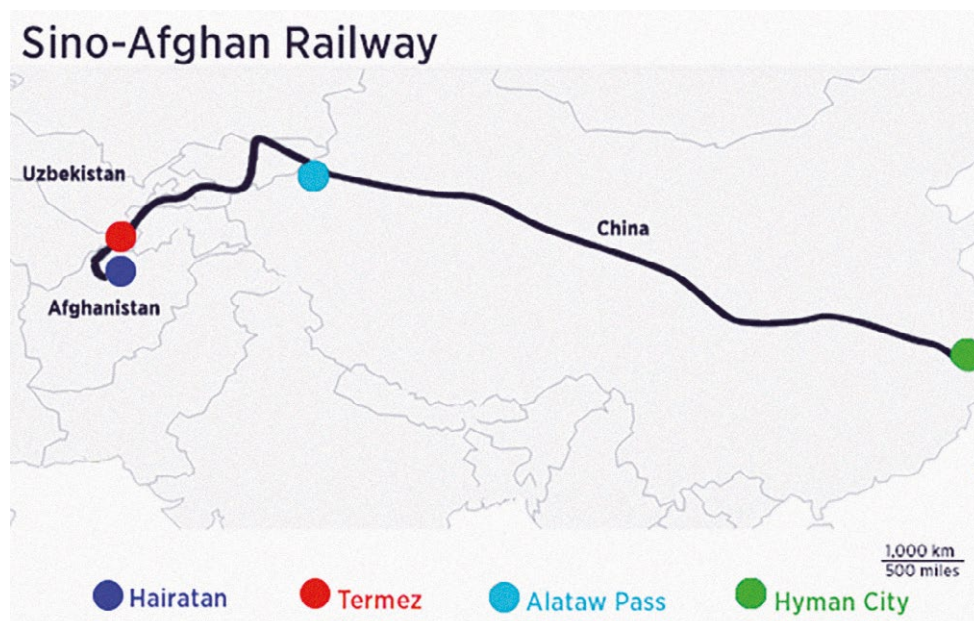 Sino-Afghan Railway
Uzbekistan
China
Afghanistan
1,000 km
500 miles
Hairatan
Termez
Alataw Pass
Hyman City